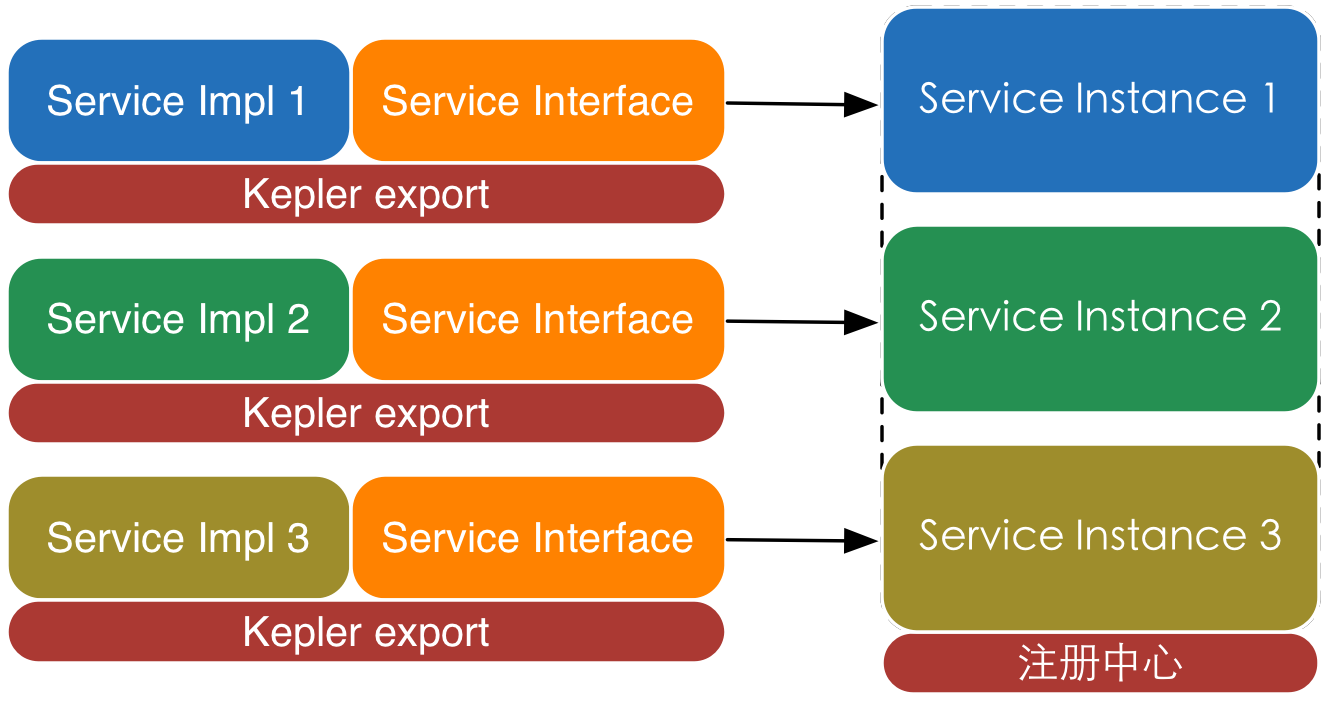 Service Impl 1
Service Interface
Service Instance 1
Kepler export
Service Impl 2
Service Interface
Service Instance 2
Kepler export
Service Impl 3
Service Interface
Service Instance 3
Kepler export
注册中心